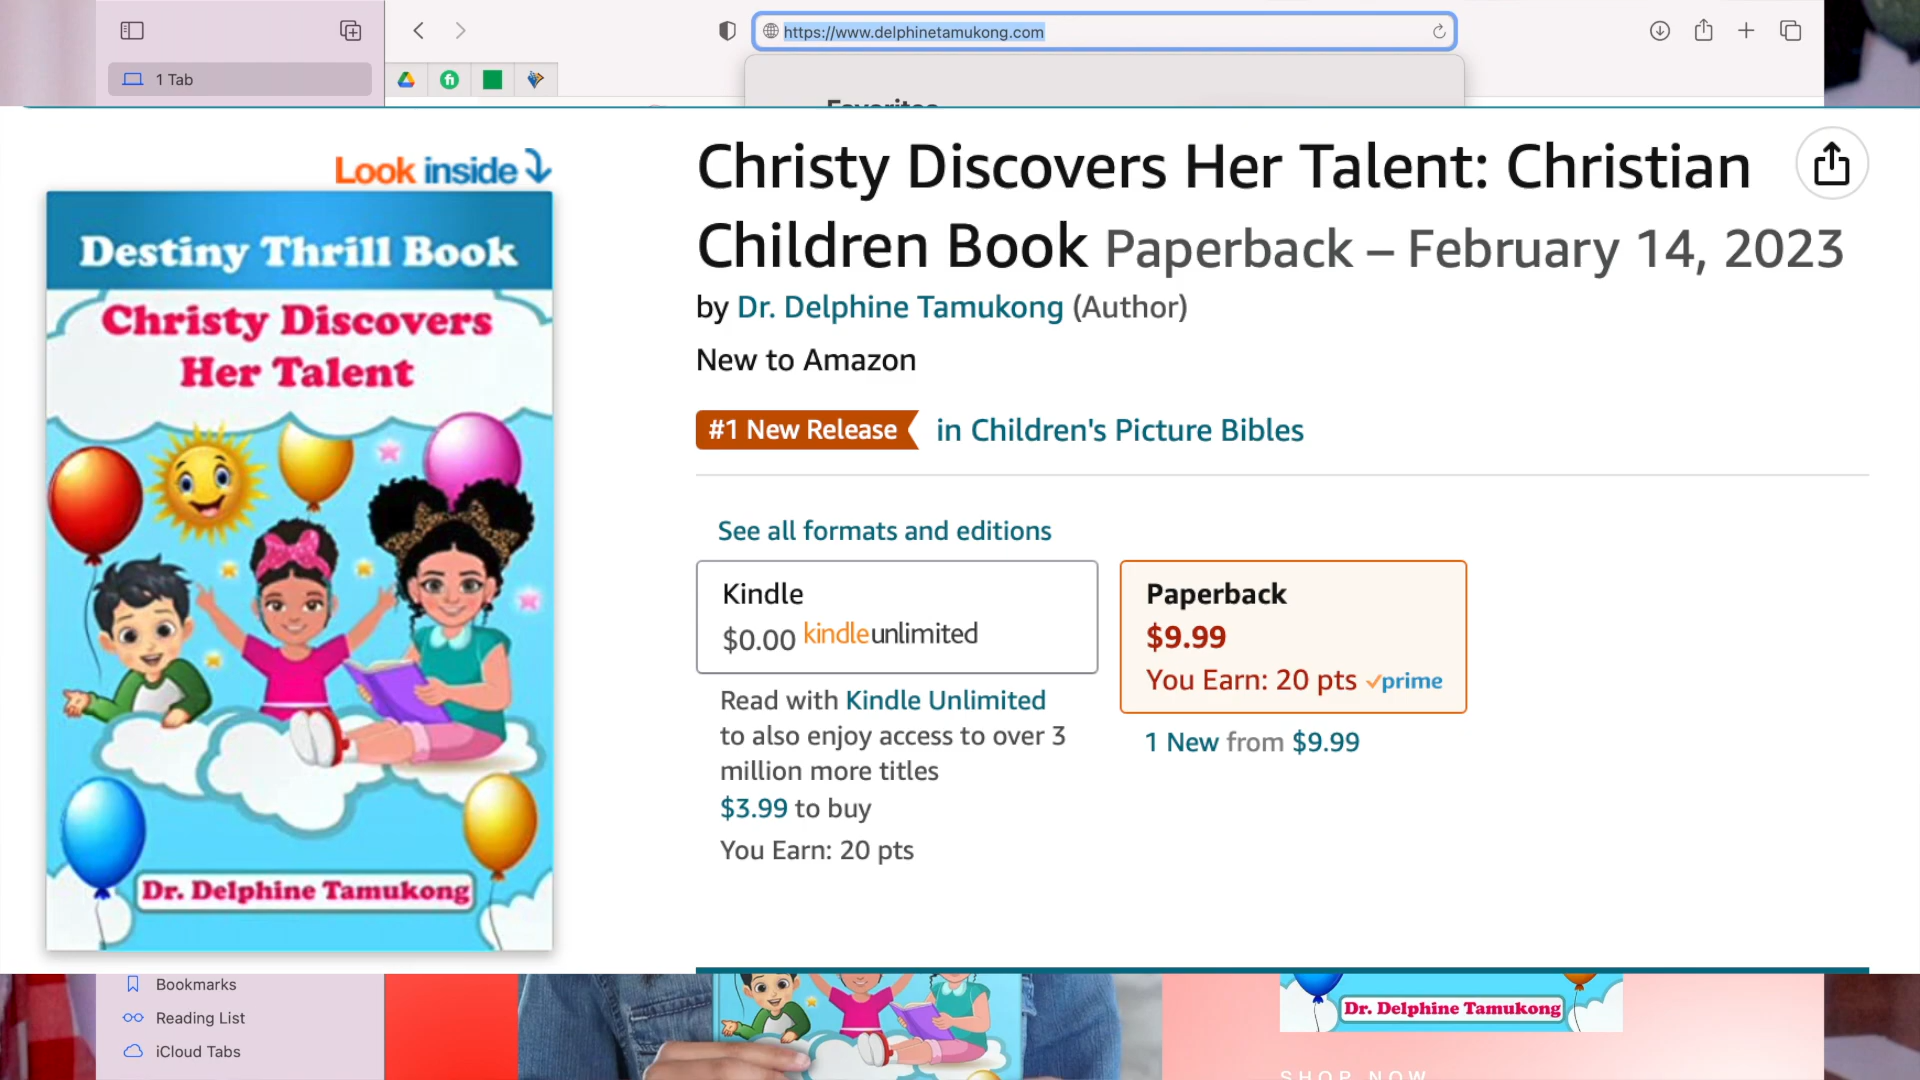 https://www.delphinetamukong.com
1 Tab
Favorites
Look inside
Destiny Thrill Book
Christy Discovers
Her Talent
Dr. Delphine Tamukong
Christy Discovers Her Talent: Christian
Children Book Paperback – February 14, 2023
by Dr. Delphine Tamukong (Author)
New to Amazon
#1 New Release in Children's Picture Bibles
See all formats and editions
Kindle
$0.00 kindleunlimited
Read with Kindle Unlimited
to also enjoy access to over 3
million more titles
$3.99 to buy
You Earn: 20 pts
Paperback
$9.99
You Earn: 20 pts prime
1 New from $9.99
Bookmarks
Reading List
iCloud Tabs
Dr. Delphine Tamukong
SHOP NOW